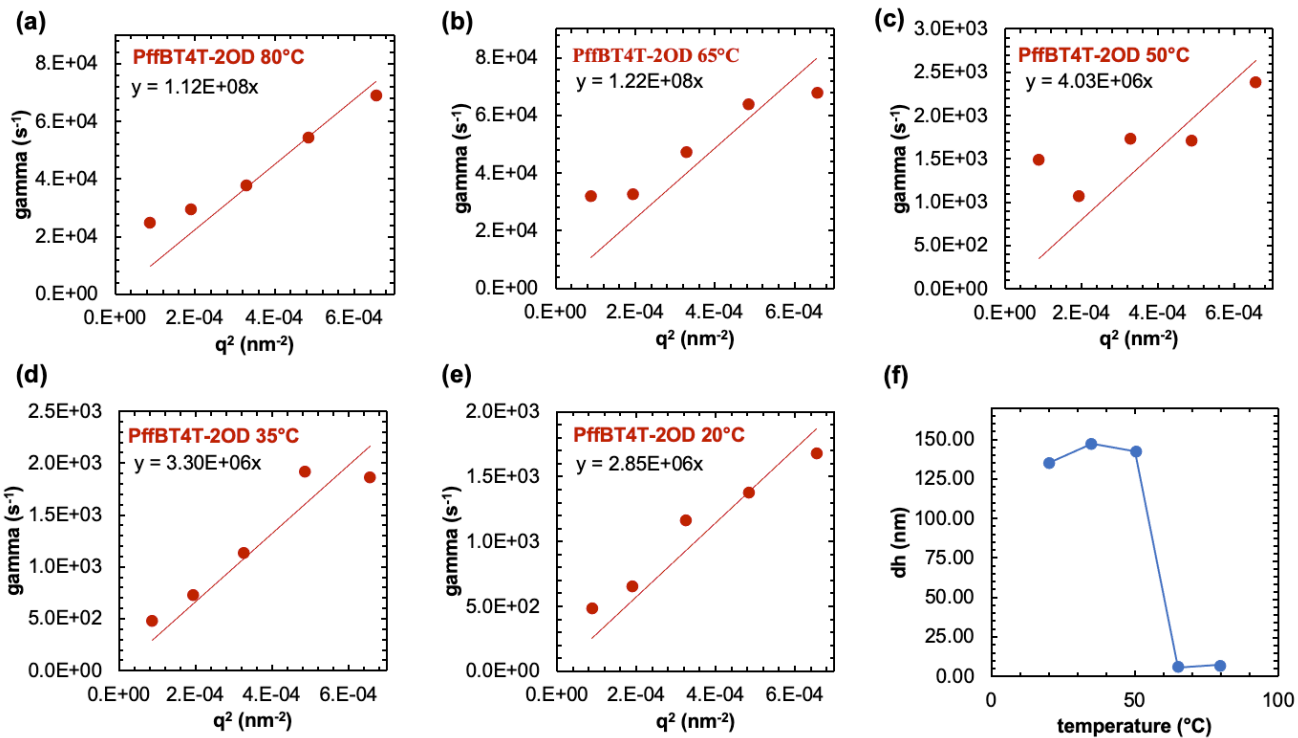 (a)
PffBT4T-2OD 80°C
y = 1.12E+08x
8.E+04
6.E+04
4.E+04
2.E+04
0.E+00
gamma (s⁻¹)
0.E+00 2.E-04 4.E-04 6.E-04
q² (nm⁻²)
(b)
PffBT4T-2OD 65°C
y = 1.22E+08x
8.E+04
6.E+04
4.E+04
2.E+04
0.E+00
gamma (s⁻¹)
0.E+00 2.E-04 4.E-04 6.E-04
q² (nm⁻²)
(c)
PffBT4T-2OD 50°C
y = 4.03E+06x
3.0E+03
2.5E+03
2.0E+03
1.5E+03
1.0E+03
5.0E+02
0.0E+00
gamma (s⁻¹)
0.E+00 2.E-04 4.E-04 6.E-04
q² (nm⁻²)
(d)
PffBT4T-2OD 35°C
y = 3.30E+06x
2.5E+03
2.0E+03
1.5E+03
1.0E+03
5.0E+02
0.0E+00
gamma (s⁻¹)
0.E+00 2.E-04 4.E-04 6.E-04
q² (nm⁻²)
(e)
PffBT4T-2OD 20°C
y = 2.85E+06x
2.0E+03
1.5E+03
1.0E+03
5.0E+02
0.0E+00
gamma (s⁻¹)
0.E+00 2.E-04 4.E-04 6.E-04
q² (nm⁻²)
(f)
150.00
125.00
100.00
75.00
50.00
25.00
0.00
dh (nm)
0 50 100
temperature (°C)